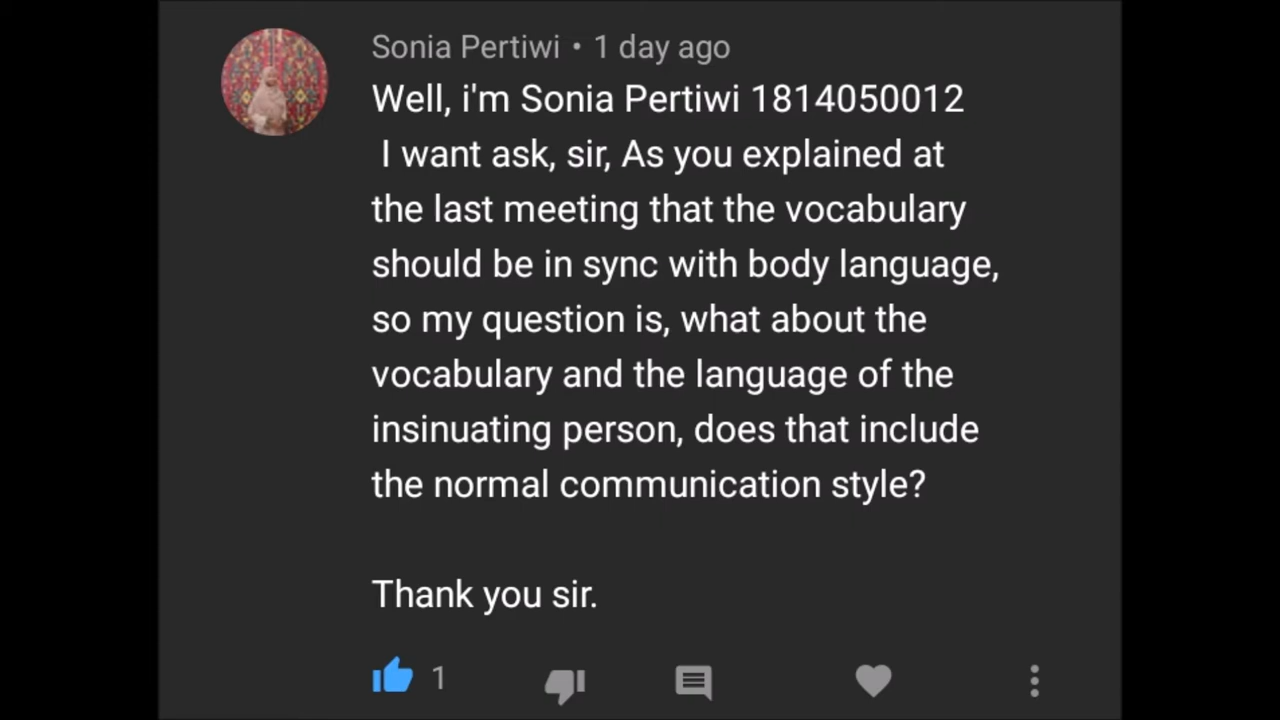 Sonia Pertiwi • 1 day ago
Well, i'm Sonia Pertiwi 1814050012
I want ask, sir, As you explained at
the last meeting that the vocabulary
should be in sync with body language,
so my question is, what about the
vocabulary and the language of the
insinuating person, does that include
the normal communication style?
Thank you sir.
1